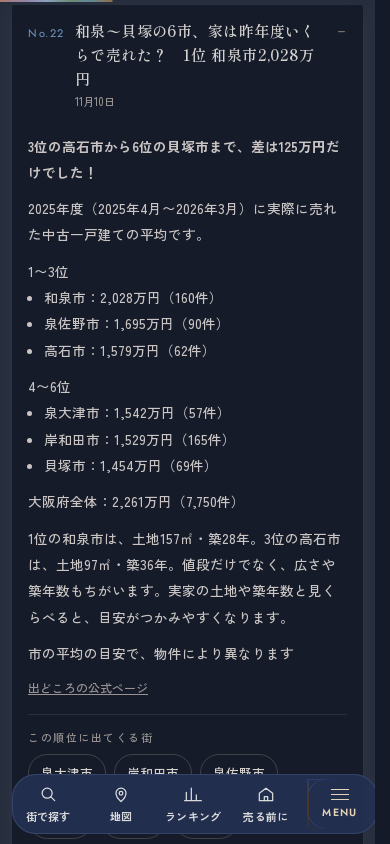 No.22
和泉〜貝塚の6市、家は昨年度いく
らで売れた？　1位 和泉市2,028万
円
−
11月10日
3位の高石市から6位の貝塚市まで、差は125万円だ
けでした！
2025年度（2025年4月〜2026年3月）に実際に売れ
た中古一戸建ての平均です。
1〜3位
和泉市：2,028万円（160件）
泉佐野市：1,695万円（90件）
高石市：1,579万円（62件）
4〜6位
泉大津市：1,542万円（57件）
岸和田市：1,529万円（165件）
貝塚市：1,454万円（69件）
大阪府全体：2,261万円（7,750件）
1位の和泉市は、土地157㎡・築28年。3位の高石市
は、土地97㎡・築36年。値段だけでなく、広さや
築年数もちがいます。実家の土地や築年数と見く
らべると、目安がつかみやすくなります。
市の平均の目安で、物件により異なります
出どころの公式ページ
この順位に出てくる街
泉大津市
岸和田市
泉佐野市
街で探す
地図
ランキング
売る前に
MENU